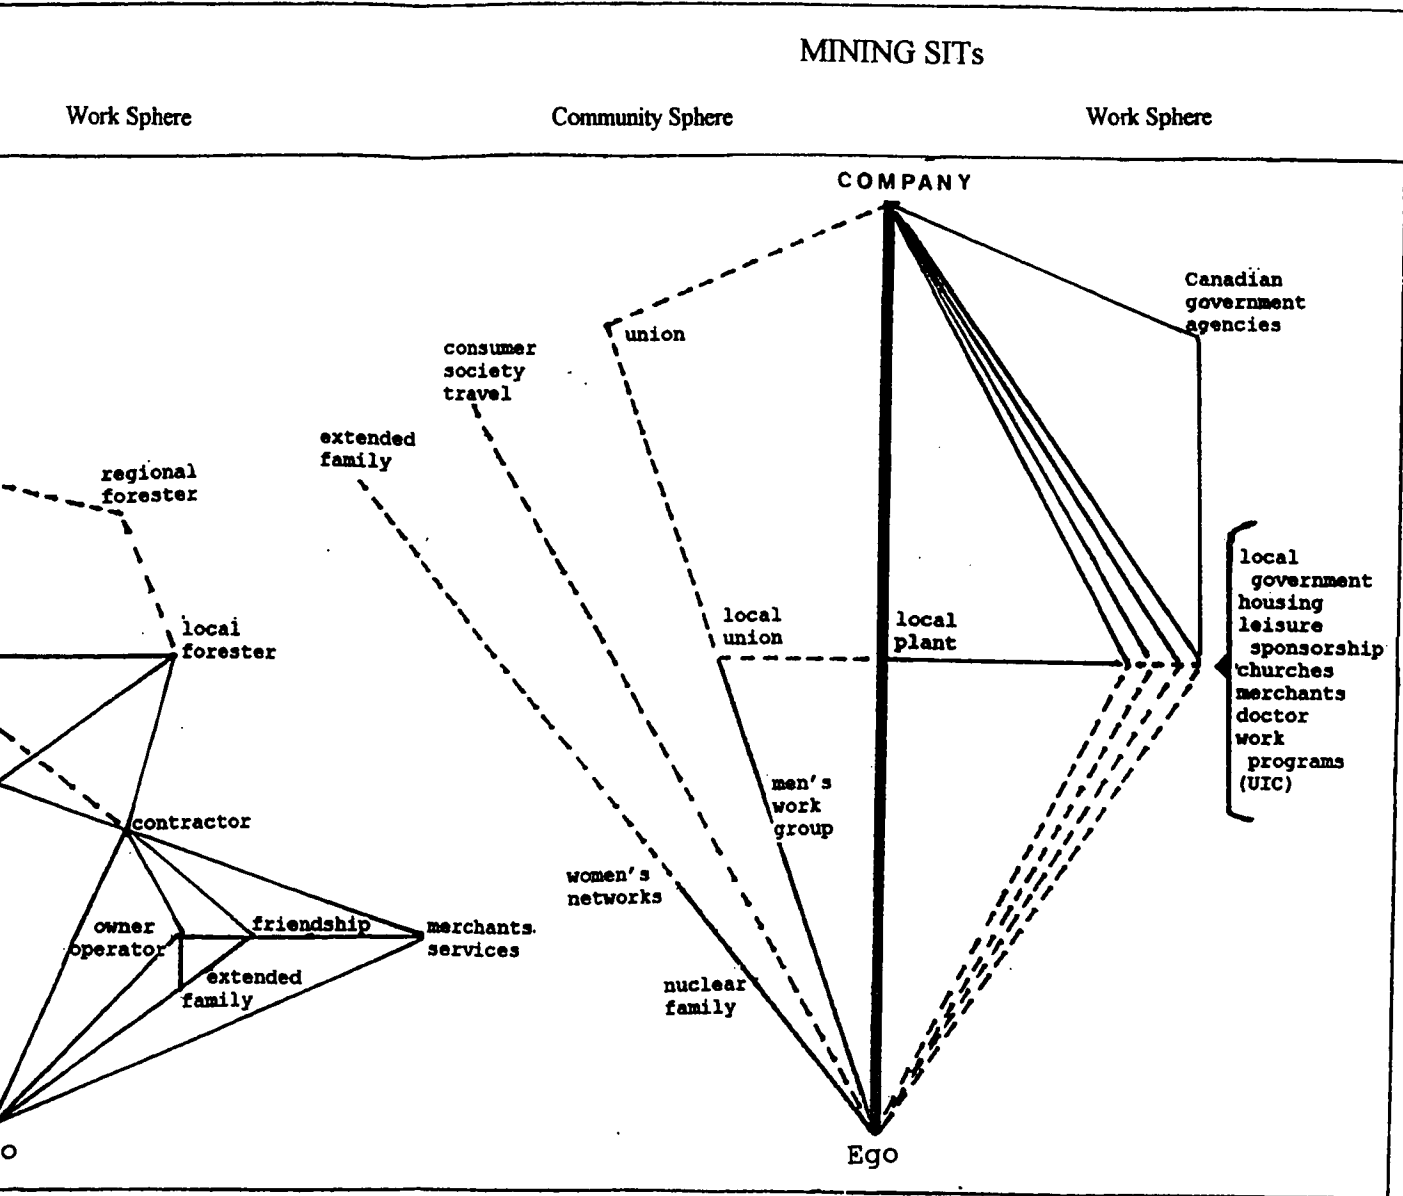 MINING SITs
Work Sphere
Community Sphere
Work Sphere
COMPANY
Canadian
government
agencies
union
consumer
society
travel
extended
family
regional
forester
local
forester
local
union
local
plant
local
government
housing
leisure
sponsorship
churches
merchants
doctor
work
programs
(UIC)
men's
work
group
contractor
women's
networks
owner
operator
friendship
merchants
services
extended
family
nuclear
family
o
Ego